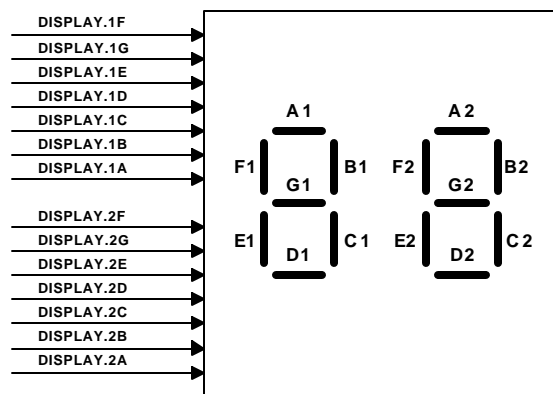 DISPLAY.1F
DISPLAY.1G
DISPLAY.1E
DISPLAY.1D
DISPLAY.1C
DISPLAY.1B
DISPLAY.1A
DISPLAY.2F
DISPLAY.2G
DISPLAY.2E
DISPLAY.2D
DISPLAY.2C
DISPLAY.2B
DISPLAY.2A
A1 A2
F1 B1 F2 B2
G1 G2
E1 C1 E2 C2
D1 D2